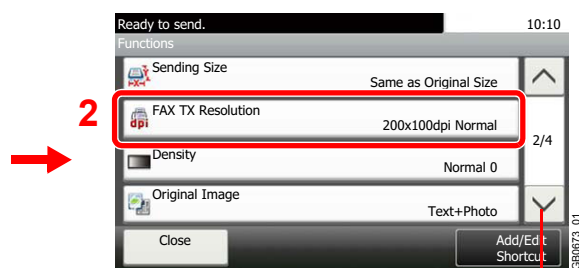 Ready to send.
10:10
Functions
Sending Size
Same as Original Size
2
FAX TX Resolution
dpi
200x100dpi Normal
2/4
Density
Normal 0
Original Image
Text+Photo
Close
Add/Edit
Shortcut
GB0673_01